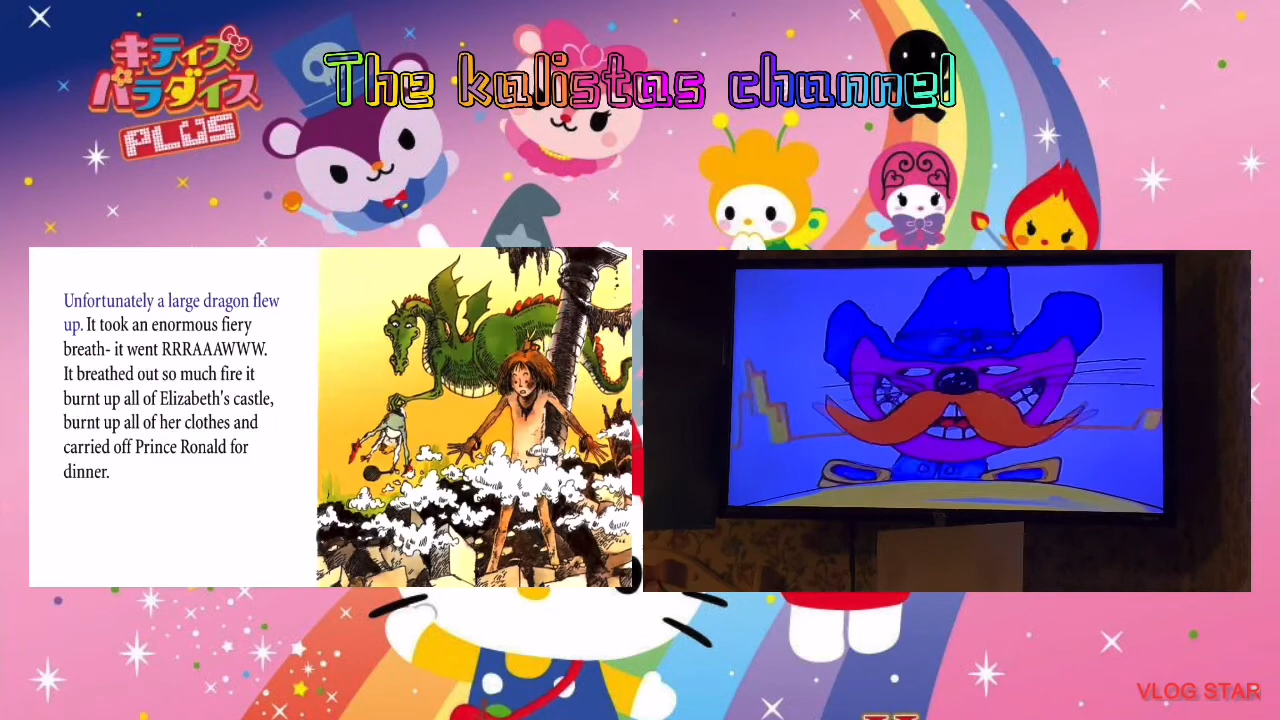 キティズ
パラダイス
PLUS
The kalistas channel
Unfortunately a large dragon flew
up. It took an enormous fiery
breath- it went RRRAAAWWW.
It breathed out so much fire it
burnt up all of Elizabeth's castle,
burnt up all of her clothes and
carried off Prince Ronald for
dinner.
VLOG STAR